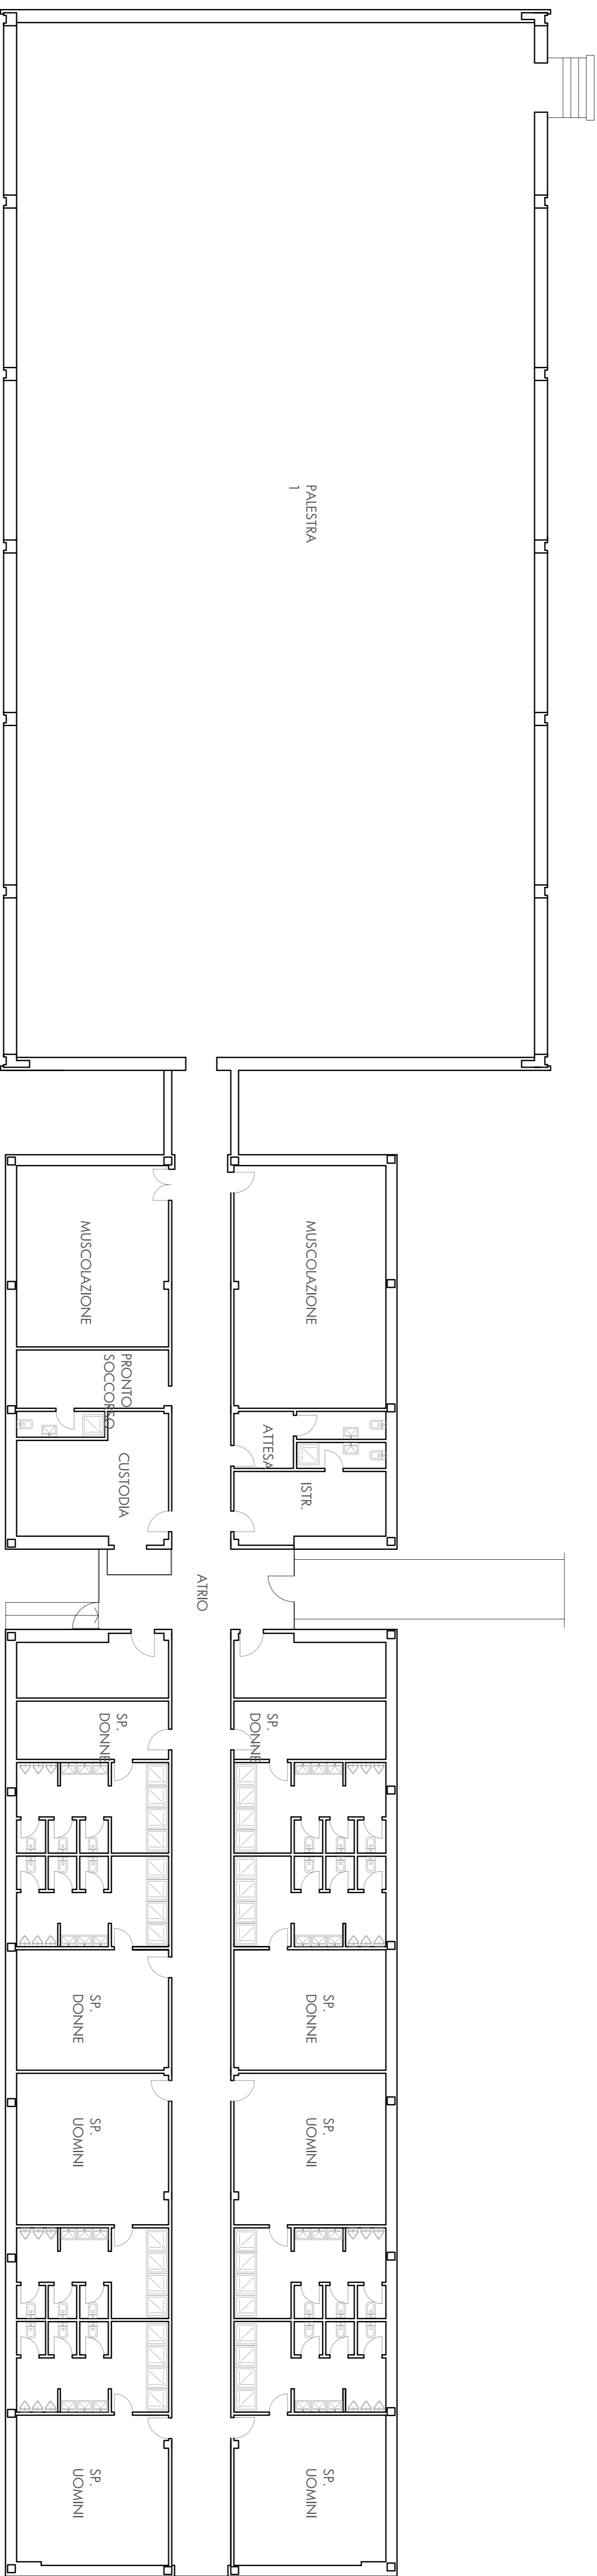 PALESTRA
1
MUSCOLAZIONE
MUSCOLAZIONE
PRONTO
SOCCORSO
ATTESA
CUSTODIA
ISTR.
ATRIO
SP.
DONNE
SP.
DONNE
SP.
DONNE
SP.
DONNE
SP.
UOMINI
SP.
UOMINI
SP.
UOMINI
SP.
UOMINI